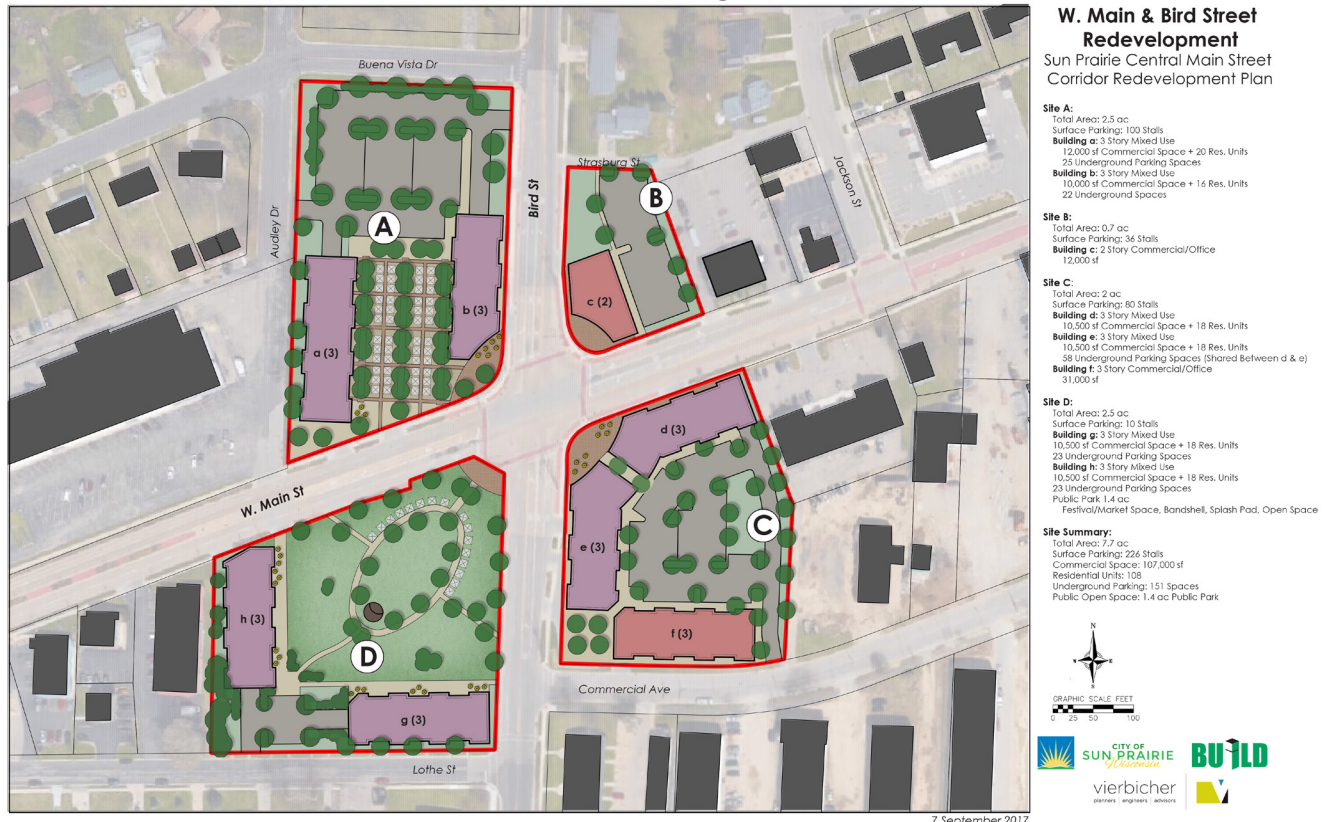 W. Main & Bird Street
Redevelopment
Sun Prairie Central Main Street
Corridor Redevelopment Plan
Site A:
Total Area: 2.5 ac
Surface Parking: 100 Stalls
Building a: 3 Story Mixed Use
12,000 sf Commercial Space + 20 Res. Units
25 Underground Parking Spaces
Building b: 3 Story Mixed Use
10,000 sf Commercial Space + 16 Res. Units
22 Underground Spaces
Site B:
Total Area: 0.7 ac
Surface Parking: 36 Stalls
Building c: 2 Story Commercial/Office
12,000 sf
Site C:
Total Area: 2 ac
Surface Parking: 80 Stalls
Building d: 3 Story Mixed Use
10,500 sf Commercial Space + 18 Res. Units
Building e: 3 Story Mixed Use
10,500 sf Commercial Space + 18 Res. Units
58 Underground Parking Spaces (Shared Between d & e)
Building f: 3 Story Commercial/Office
31,000 sf
Site D:
Total Area: 2.5 ac
Surface Parking: 10 Stalls
Building g: 3 Story Mixed Use
10,500 sf Commercial Space + 18 Res. Units
23 Underground Parking Spaces
Building h: 3 Story Mixed Use
10,500 sf Commercial Space + 18 Res. Units
23 Underground Parking Spaces
Public Park 1.4 ac
Festival/Market Space, Bandshell, Splash Pad, Open Space
Site Summary:
Total Area: 7.7 ac
Surface Parking: 226 Stalls
Commercial Space: 107,000 sf
Residential Units: 108
Underground Parking: 151 Spaces
Public Open Space: 1.4 ac Public Park
N
W
E
S
GRAPHIC SCALE FEET
0 25 50 100
CITY OF
SUN PRAIRIE
Wisconsin
BUILD
vierbicher
planners | engineers | advisors
7 September 2017
Buena Vista Dr
Strasburg St
Jackson St
Bird St
Audley Dr
A
B
a (3)
b (3)
c (2)
W. Main St
d (3)
e (3)
f (3)
C
h (3)
D
g (3)
Commercial Ave
Lothe St